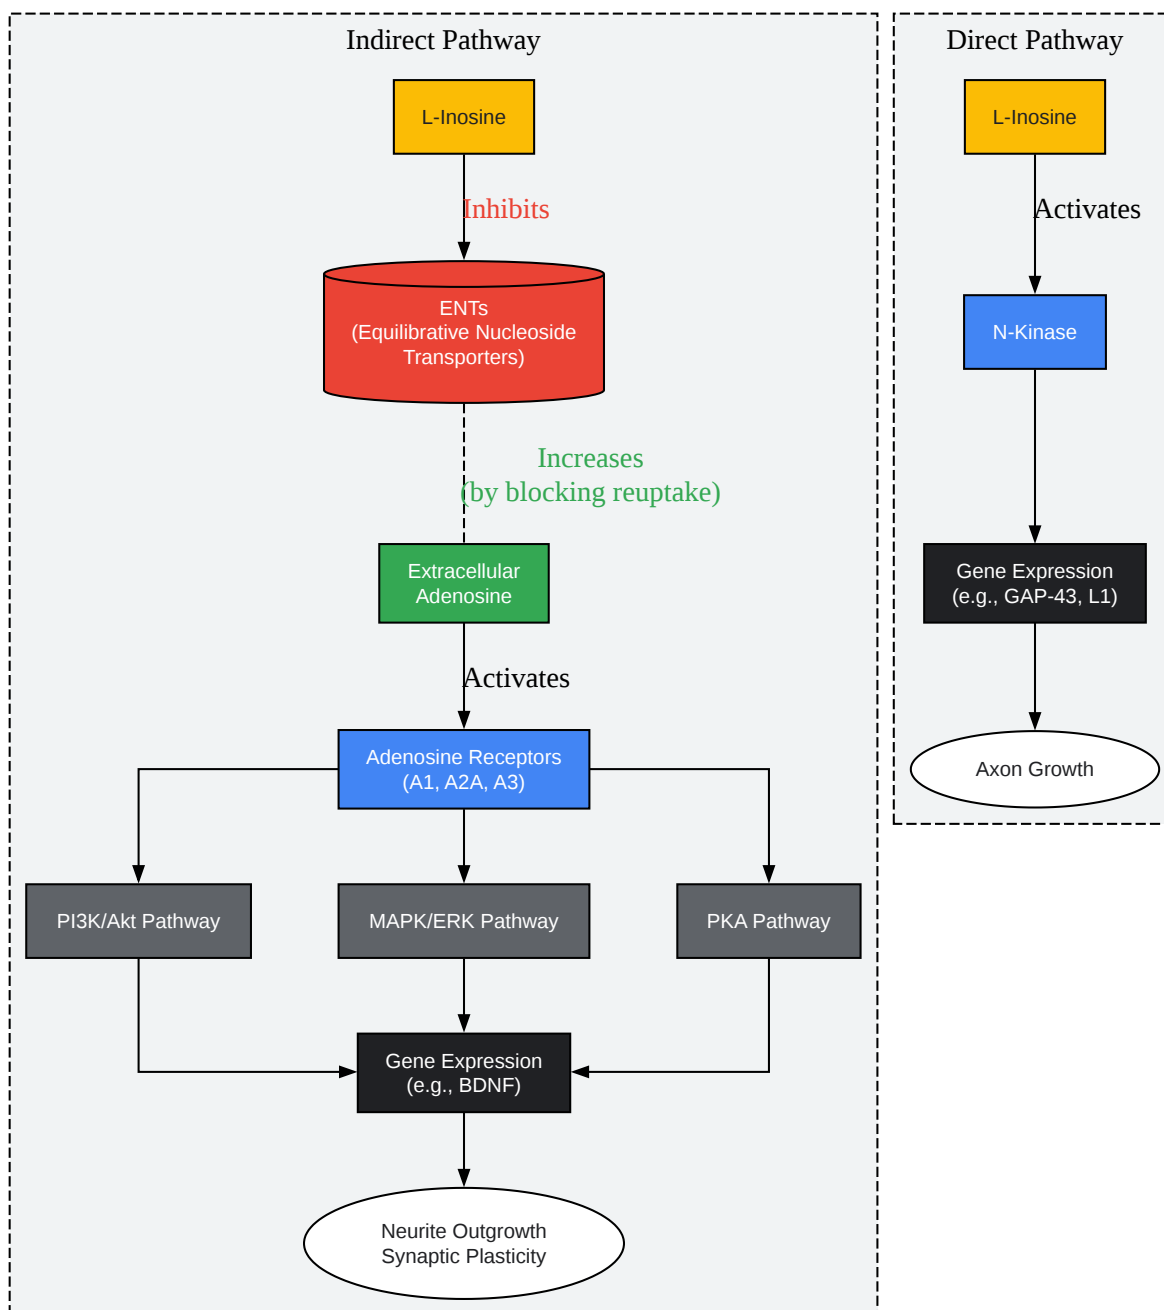 Indirect Pathway
L-Inosine
Inhibits
ENTs
(Equilibrative Nucleoside
Transporters)
Increases
(by blocking reuptake)
Extracellular
Adenosine
Activates
Adenosine Receptors
(A1, A2A, A3)
PI3K/Akt Pathway
MAPK/ERK Pathway
PKA Pathway
Gene Expression
(e.g., BDNF)
Neurite Outgrowth
Synaptic Plasticity
Direct Pathway
L-Inosine
Activates
N-Kinase
Gene Expression
(e.g., GAP-43, L1)
Axon Growth